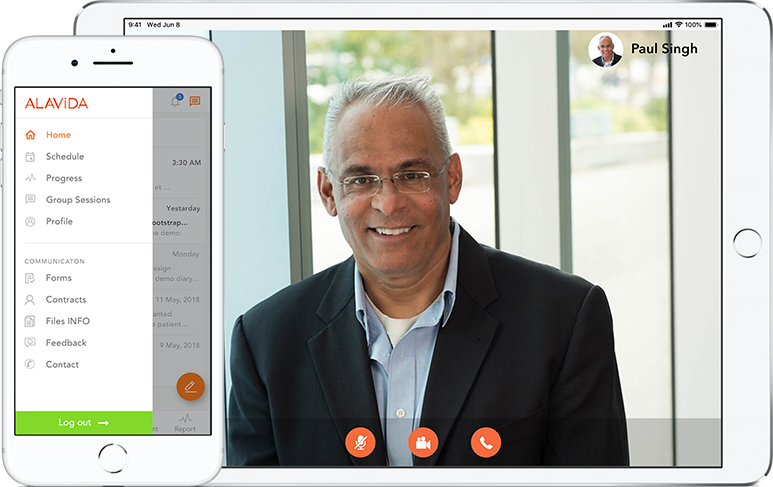 9:41 Wed Jun 8
100%
Paul Singh
ALAViDA
5
Home
Schedule
Progress
Group Sessions
Profile
COMMUNICATON
Forms
Contracts
Files INFO
Feedback
Contact
Log out
3:30 AM
et ...
Yestarday
ootstrap...
e demo.
Monday
esign
demo diary...
11 May, 2018
anted
e patient...
9 May, 2018
nt
Report